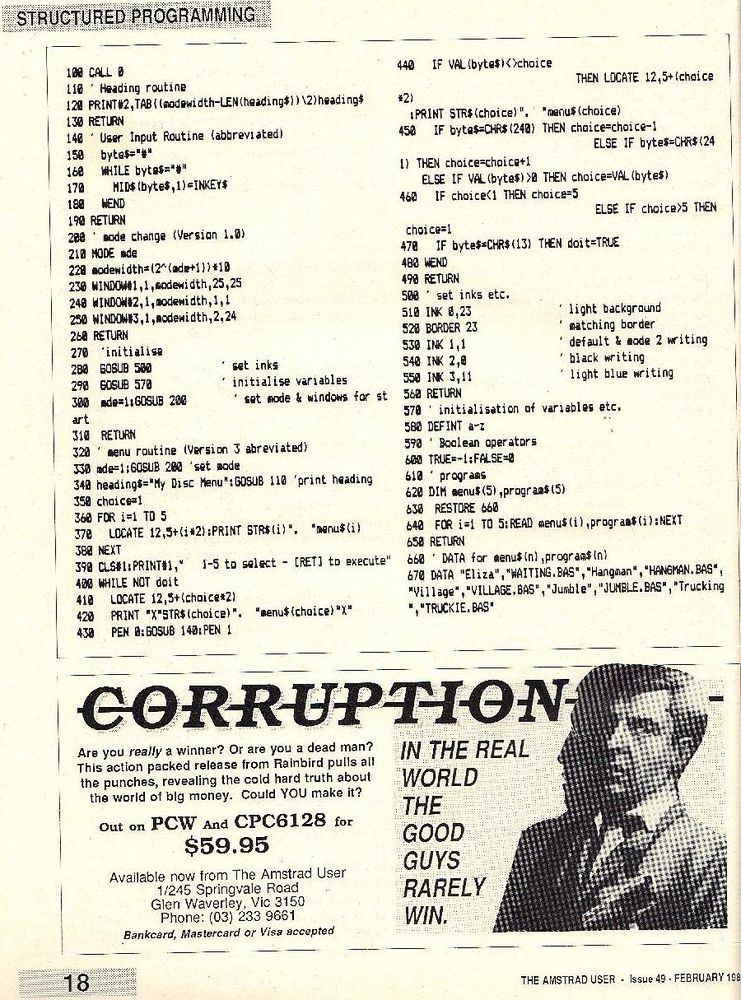 STRUCTURED PROGRAMMING
100 CALL 0
110 ' Heading routine
120 PRINT#2,TAB((modewidth-LEN(heading$))\2)heading$
130 RETURN
140 ' User Input Routine (abbreviated)
150   byte$="#"
160   WHILE byte$="#"
170     MID$(byte$,1)=INKEY$
180   WEND
190 RETURN
200 ' mode change (Version 1.0)
210 MODE mde
220 modewidth=(2^(mde+1))*10
230 WINDOW#1,1,modewidth,25,25
240 WINDOW#2,1,modewidth,1,1
250 WINDOW#3,1,modewidth,2,24
260 RETURN
270  'initialise
280  GOSUB 500 ' set inks
290  GOSUB 570 ' initialise variables
300  mde=1:GOSUB 200 ' set mode & windows for st
art
310  RETURN
320 ' menu routine (Version 3 abreviated)
330 mde=1:GOSUB 200 'set mode
340 heading$="My Disc Menu":GOSUB 110 'print heading
350 choice=1
360 FOR i=1 TO 5
370   LOCATE 12,5+(i*2):PRINT STR$(i)".  "menu$(i)
380 NEXT
390 CLS#1:PRINT#1,"   1-5 to select - [RET] to execute"
400 WHILE NOT doit
410   LOCATE 12,5+(choice*2)
420   PRINT "X"STR$(choice)".  "menu$(choice)"X"
430   PEN 0:GOSUB 140:PEN 1
440   IF VAL(byte$)<>choice
THEN LOCATE 12,5+(choice
*2)
:PRINT STR$(choice)".  "menu$(choice)
450   IF byte$=CHR$(240) THEN choice=choice-1
ELSE IF byte$=CHR$(24
1) THEN choice=choice+1
ELSE IF VAL(byte$)>0 THEN choice=VAL(byte$)
460   IF choice<1 THEN choice=5
ELSE IF choice>5 THEN
choice=1
470   IF byte$=CHR$(13) THEN doit=TRUE
480 WEND
490 RETURN
500 ' set inks etc.
510 INK 0,23 ' light background
520 BORDER 23 ' matching border
530 INK 1,1 ' default & mode 2 writing
540 INK 2,0 ' black writing
550 INK 3,11 ' light blue writing
560 RETURN
570 ' initialisation of variables etc.
580 DEFINT a-z
590 ' Boolean operators
600 TRUE=-1:FALSE=0
610 ' programs
620 DIM menu$(5),program$(5)
630  RESTORE 660
640  FOR i=1 TO 5:READ menu$(i),program$(i):NEXT
650 RETURN
660 ' DATA for menu$(n),program$(n)
670 DATA "Eliza","WAITING.BAS","Hangman","HANGMAN.BAS",
"Village","VILLAGE.BAS","Jumble","JUMBLE.BAS","Trucking
","TRUCKIE.BAS"
CORRUPTION
Are you really a winner? Or are you a dead man?
This action packed release from Rainbird pulls all
the punches, revealing the cold hard truth about
the world of big money. Could YOU make it?
Out on PCW And CPC6128 for
$59.95
Available now from The Amstrad User
1/245 Springvale Road
Glen Waverley, Vic 3150
Phone: (03) 233 9661
Bankcard, Mastercard or Visa accepted
IN THE REAL
WORLD
THE
GOOD
GUYS
RARELY
WIN.
18
THE AMSTRAD USER - Issue 49 - FEBRUARY